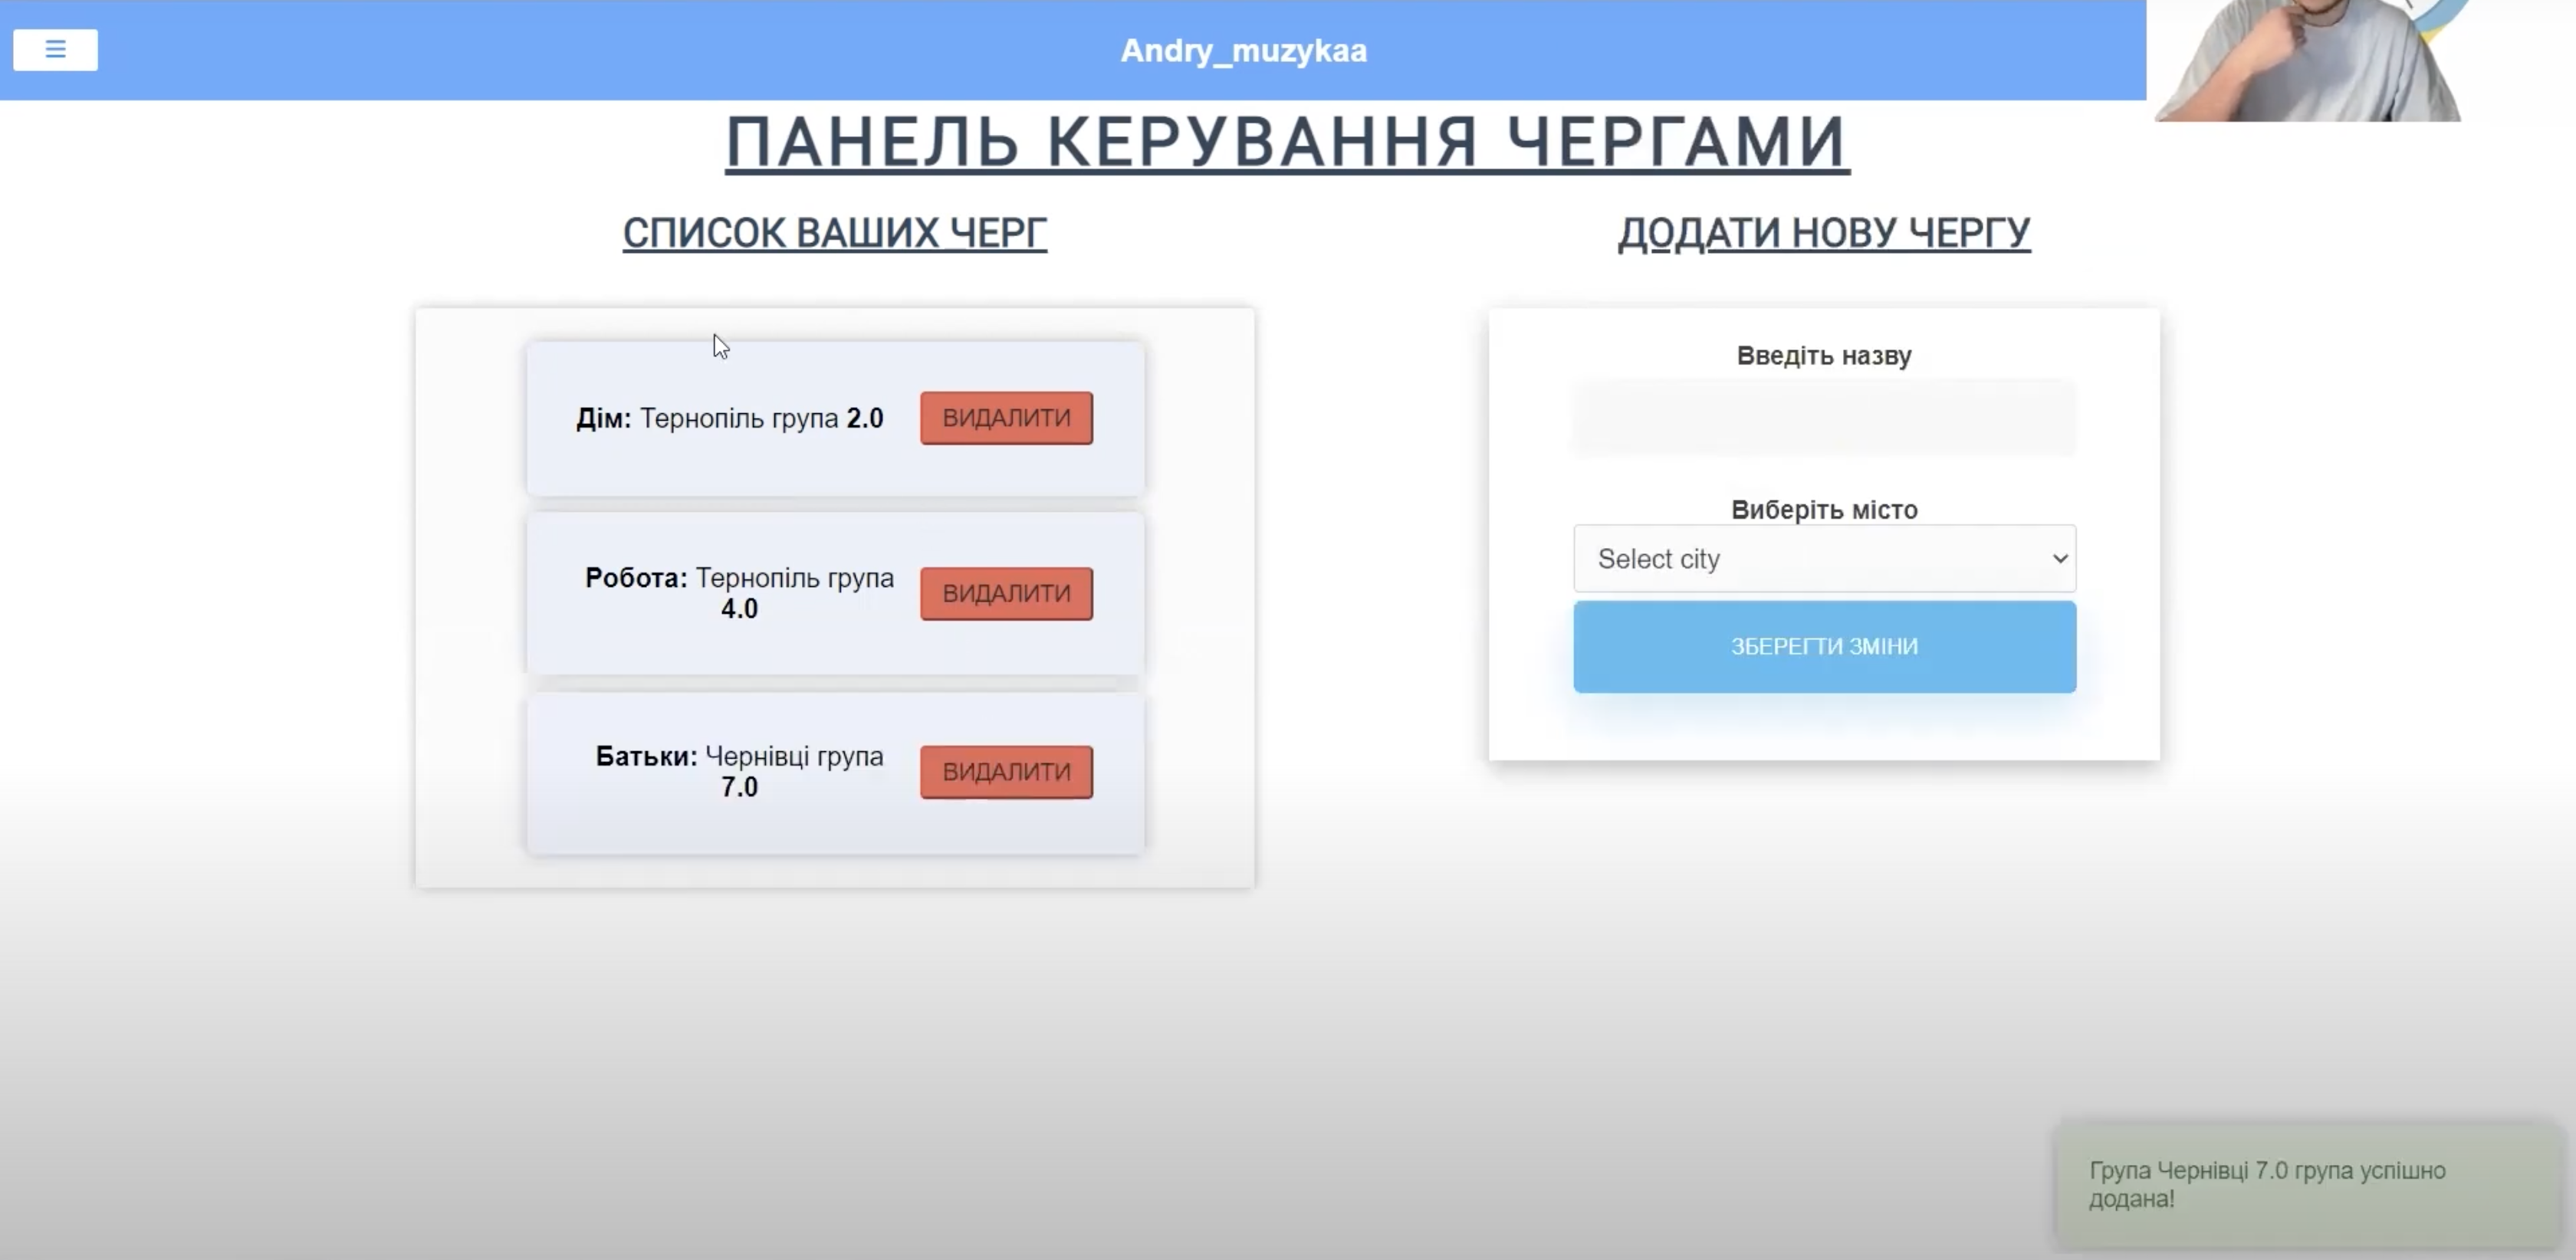 Andry_muzykaa
ПАНЕЛЬ КЕРУВАННЯ ЧЕРГАМИ
СПИСОК ВАШИХ ЧЕРГ
Дім: Тернопіль група 2.0
ВИДАЛИТИ
Робота: Тернопіль група
4.0
ВИДАЛИТИ
Батьки: Чернівці група
7.0
ВИДАЛИТИ
ДОДАТИ НОВУ ЧЕРГУ
Введіть назву
Виберіть місто
Select city
ЗБЕРЕГТИ ЗМІНИ
Група Чернівці 7.0 група успішно
додана!